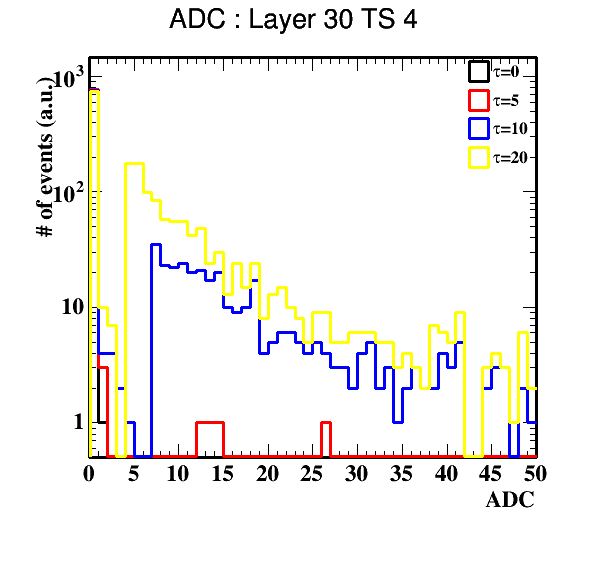 ADC : Layer 30 TS 4
# of events (a.u.)
10³
10²
10
1
τ=0
τ=5
τ=10
τ=20
0 5 10 15 20 25 30 35 40 45 50
ADC